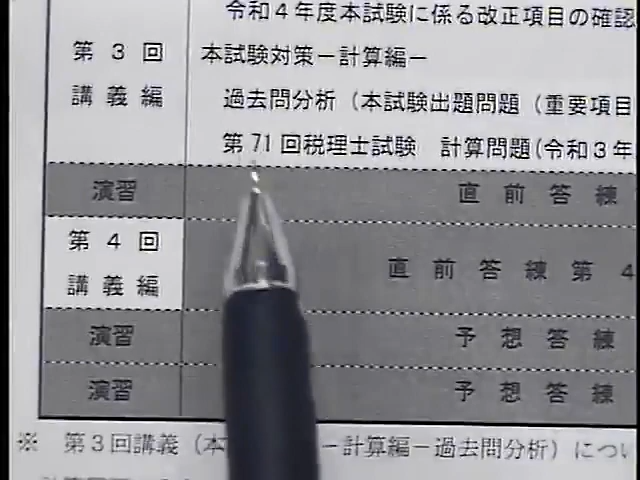 令和４年度本試験に係る改正項目の確認
第３回
講義編
本試験対策－計算編－
過去問分析（本試験出題問題（重要項目
第71回税理士試験　計算問題(令和３年
演習
直前答練
第４回
講義編
直前答練第４
演習
予想答練
演習
予想答練
※　第３回講義（本
－計算編－過去問分析）につい